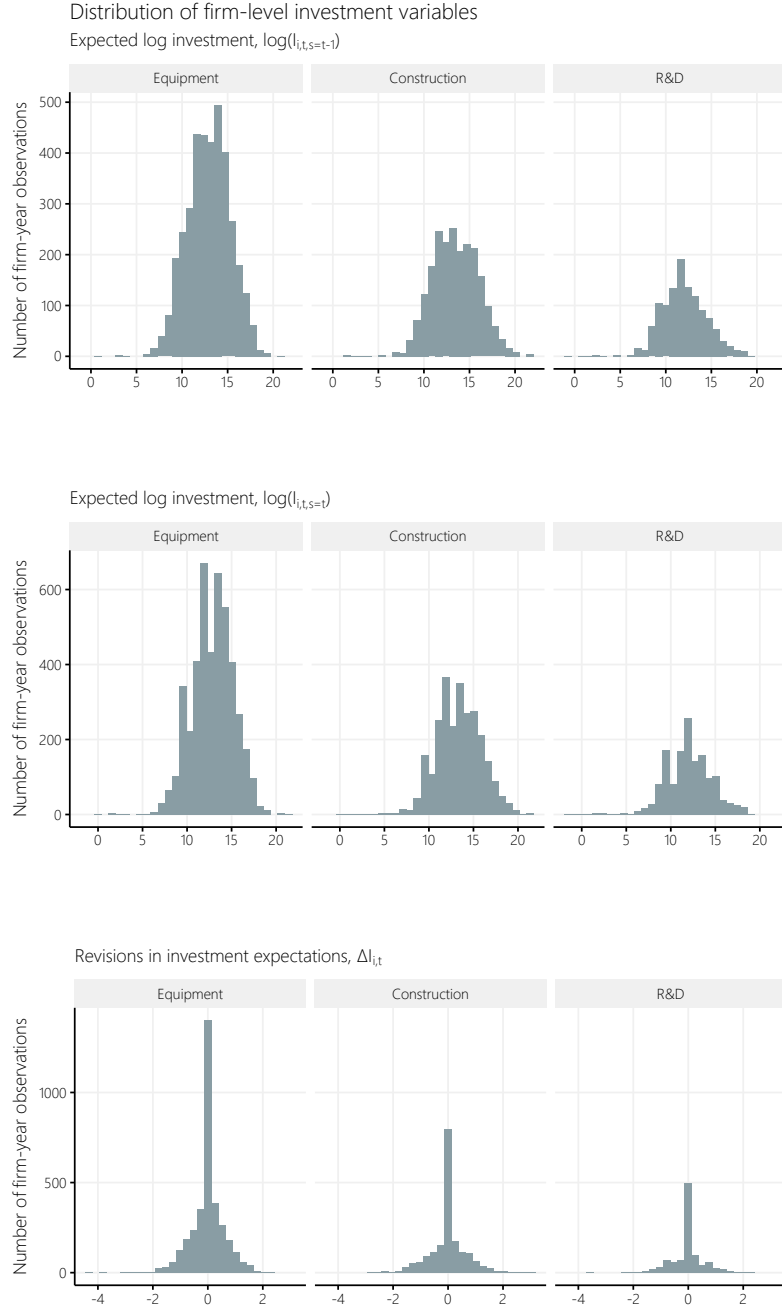 Distribution of firm-level investment variables
Expected log investment, log(I_{i,t,s=t-1})
Equipment Construction R&D
Number of firm-year observations
500
400
300
200
100
0
0 5 10 15 20 0 5 10 15 20 0 5 10 15 20
Expected log investment, log(I_{i,t,s=t})
Equipment Construction R&D
Number of firm-year observations
600
400
200
0
0 5 10 15 20 0 5 10 15 20 0 5 10 15 20
Revisions in investment expectations, ΔI_{i,t}
Equipment Construction R&D
Number of firm-year observations
1000
500
0
-4 -2 0 2 -4 -2 0 2 -4 -2 0 2